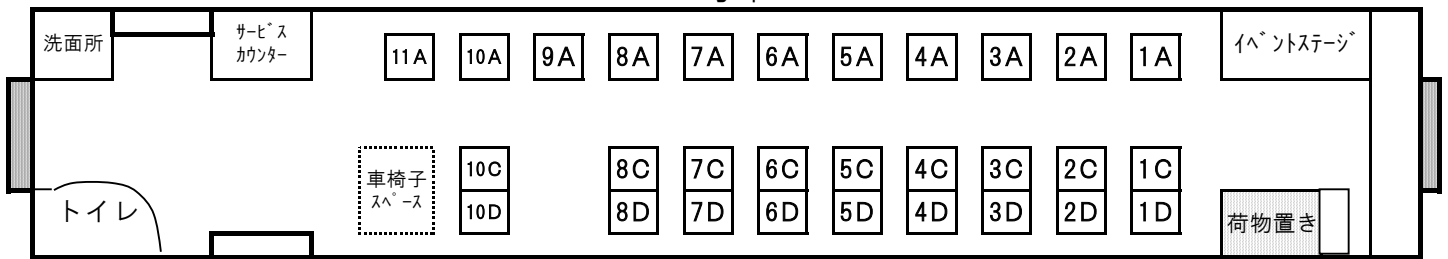 洗面所
ｻｰﾋﾞｽ
ｶｳﾝﾀｰ
11A 10A 9A 8A 7A 6A 5A 4A 3A 2A 1A
ｲﾍﾞﾝﾄｽﾃｰｼﾞ
車椅子
ｽﾍﾟｰｽ
10C 8C 7C 6C 5C 4C 3C 2C 1C
10D 8D 7D 6D 5D 4D 3D 2D 1D
トイレ
荷物置き